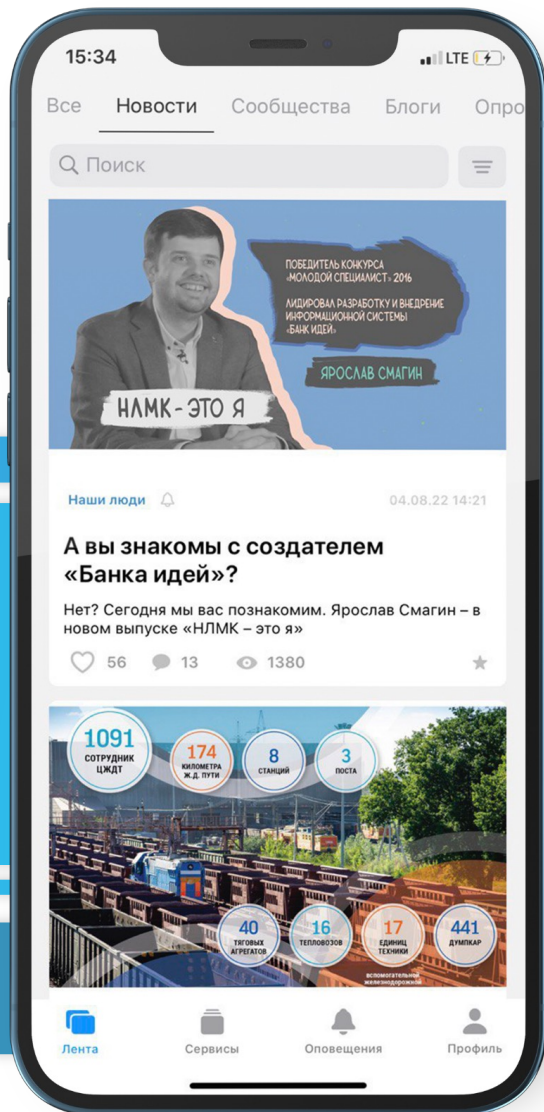 15:34
LTE
Все Новости Сообщества Блоги Опро
Поиск
ПОБЕДИТЕЛЬ КОНКУРСА
«МОЛОДОЙ СПЕЦИАЛИСТ» 2016
ЛИДИРОВАЛ РАЗРАБОТКУ И ВНЕДРЕНИЕ
ИНФОРМАЦИОННОЙ СИСТЕМЫ
«БАНК ИДЕЙ»
ЯРОСЛАВ СМАГИН
НЛМК - ЭТО Я
Наши люди
04.08.22 14:21
А вы знакомы с создателем
«Банка идей»?
Нет? Сегодня мы вас познакомим. Ярослав Смагин – в
новом выпуске «НЛМК – это я»
56 13 1380
1091
СОТРУДНИК
ЦЖДТ
174
КИЛОМЕТРА
Ж.Д. ПУТИ
8
СТАНЦИЙ
3
ПОСТА
40
ТЯГОВЫХ
АГРЕГАТОВ
16
ТЕПЛОВОЗОВ
17
ЕДИНИЦ
ТЕХНИКИ
вспомогательной
железнодорожной
441
ДУМПКАР
Лента Сервисы Оповещения Профиль